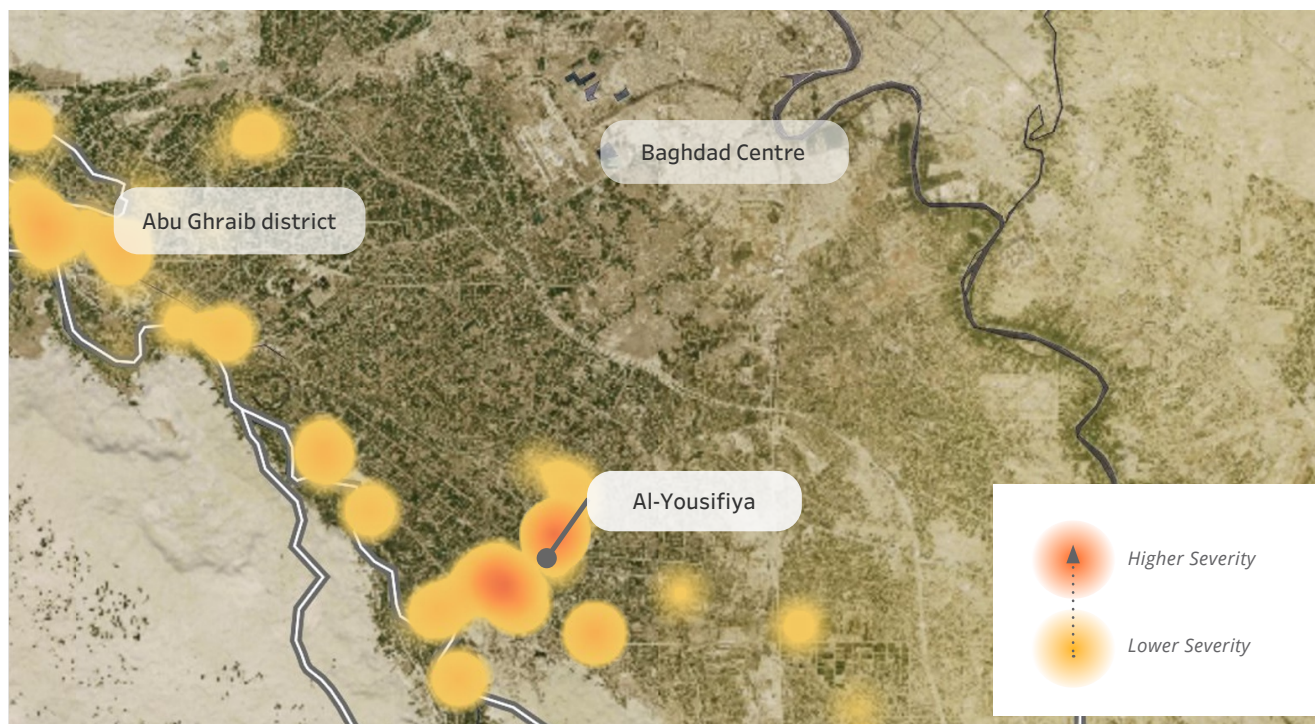 Baghdad Centre
Abu Ghraib district
Al-Yousifiya
Higher Severity
Lower Severity